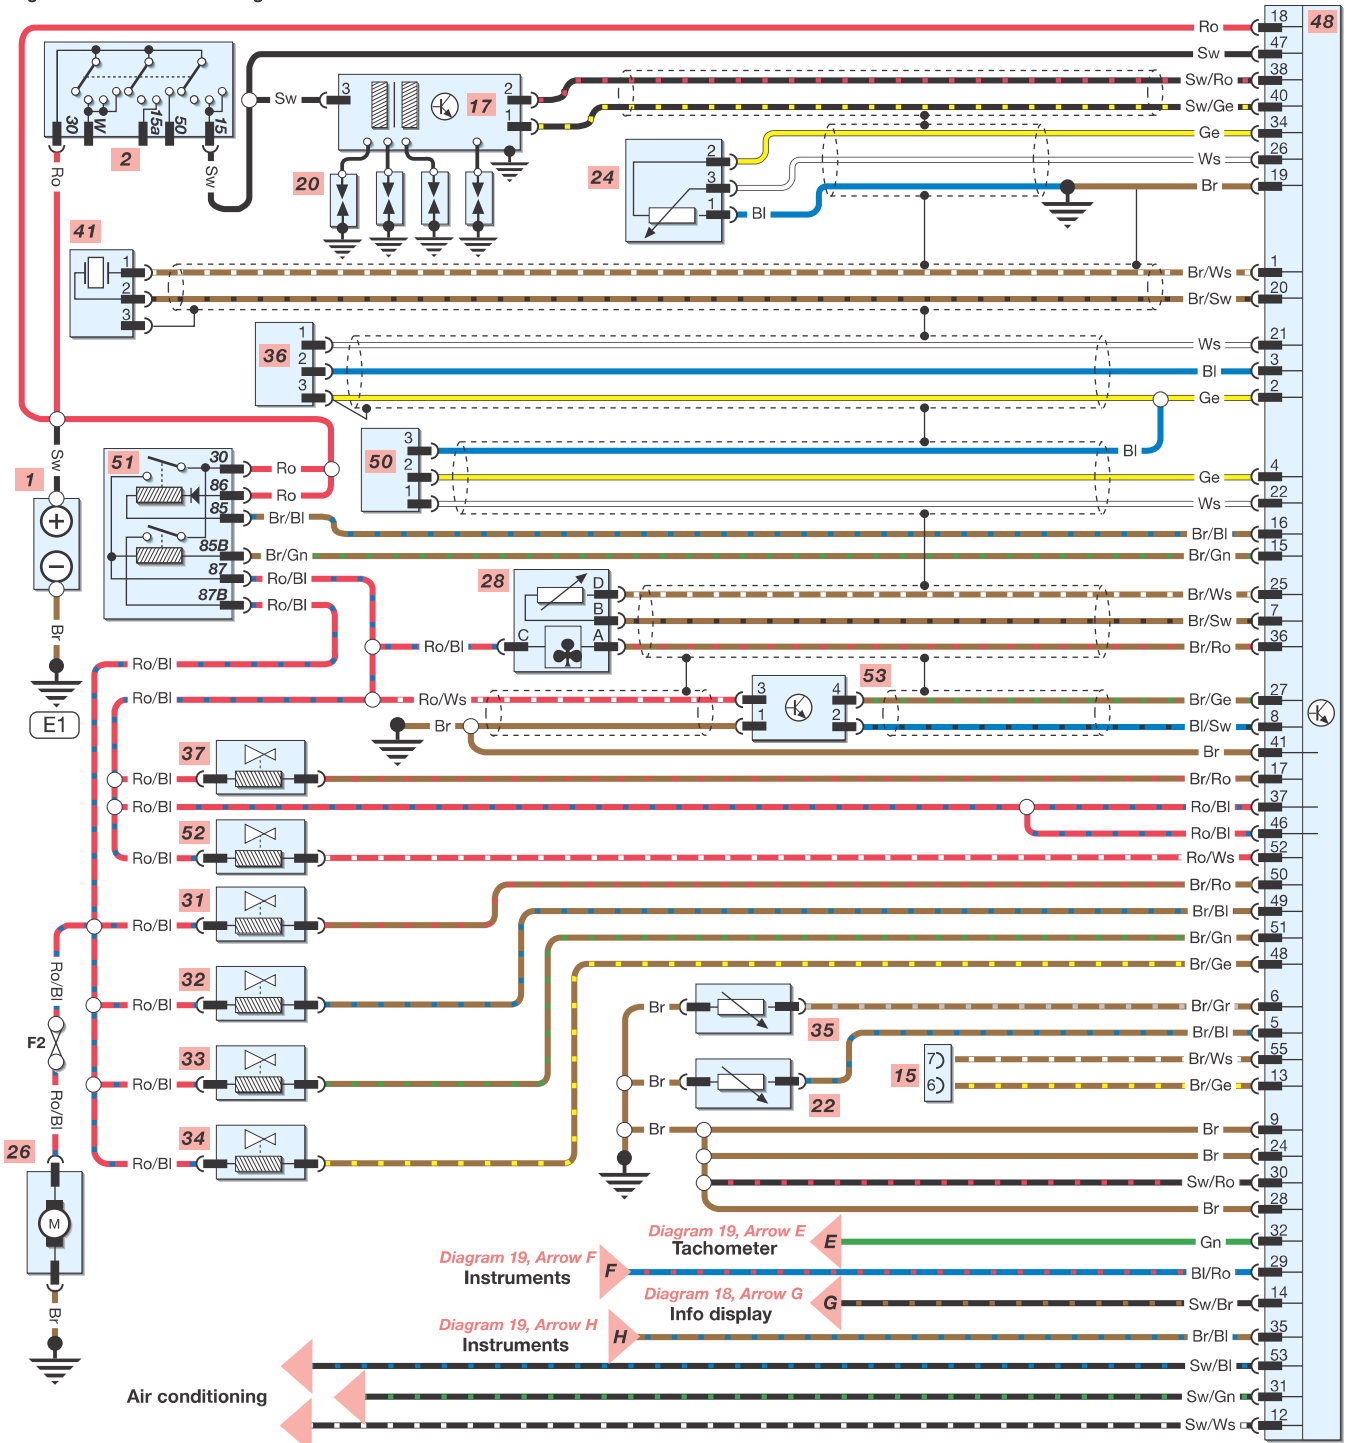 18 48
Ro
47
Sw
38
Sw/Ro
40
Sw/Ge
3 2 17 1
Sw
30 W 15a 50 15
2
34
Ge
26
Ws
19
Br
24 2 3 1
Bl
Ro
Sw
20
41 1 2 3
1
Br/Ws
20
Br/Sw
36 1 2 3
21
Ws
3
Bl
2
Ge
50 3 2 1
Bl
4
Ge
22
Ws
Sw
1
51 30 86 85 85B 87 87B
Ro
Ro
Br/Bl
16
Br/Bl
Br/Gn
15
Br/Gn
Ro/Bl
Ro/Bl
28 D B C A
25
Br/Ws
7
Br/Sw
Ro/Bl
36
Br/Ro
Br
E1
Ro/Bl
Ro/Bl
Ro/Ws
3 4 53
1 2
27
Br/Ge
8
Bl/Sw
Br
41
Br
37
Ro/Bl
17
Br/Ro
Ro/Bl
37
Ro/Bl
46
Ro/Bl
52
Ro/Bl
52
Ro/Ws
31
50
Br/Ro
Ro/Bl
49
Br/Bl
51
Br/Gn
48
Br/Ge
Ro/Bl
32
Ro/Bl
6
Br/Gr
Br
35
F2
5
Br/Bl
33
Ro/Bl
15 7 6
55
Br/Ws
13
Br/Ge
Br
22
Ro/Bl
34
Ro/Bl
Br
9
Br
24
Br
30
Sw/Ro
28
Br
26
M
Br
Diagram 19, Arrow E
Tachometer
E
32
Gn
Diagram 19, Arrow F
Instruments
F
29
Bl/Ro
Diagram 18, Arrow G
Info display
G
14
Sw/Br
Diagram 19, Arrow H
Instruments
H
35
Br/Bl
53
Sw/Bl
Air conditioning
31
Sw/Gn
12
Sw/Ws